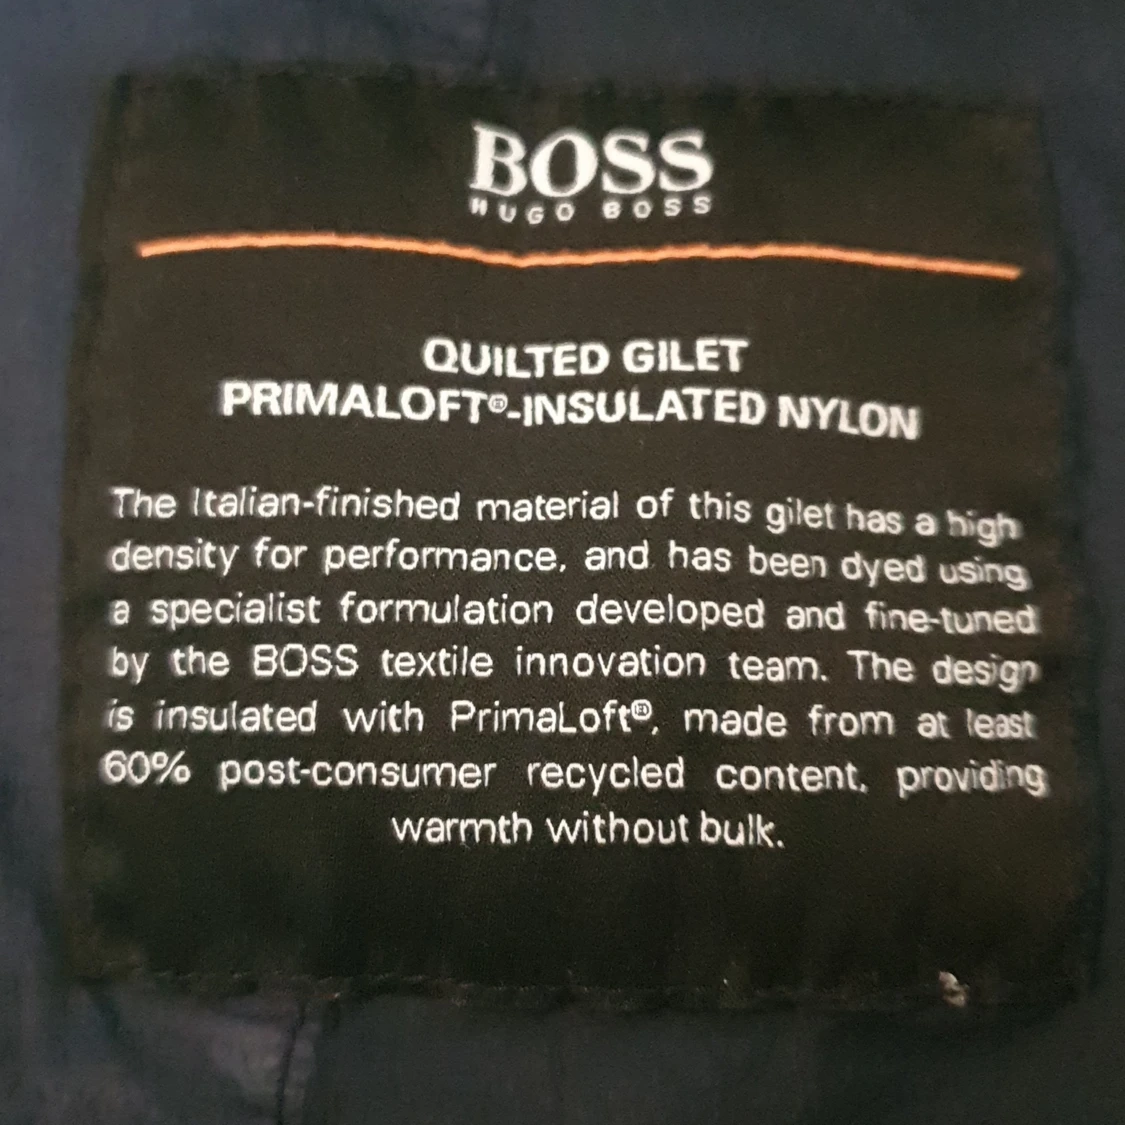 BOSS
HUGO BOSS
QUILTED GILET
PRIMALOFT®-INSULATED NYLON
The Italian-finished material of this gilet has a high
density for performance, and has been dyed using
a specialist formulation developed and fine-tuned
by the BOSS textile innovation team. The design
is insulated with PrimaLoft®, made from at least
60% post-consumer recycled content, providing
warmth without bulk.